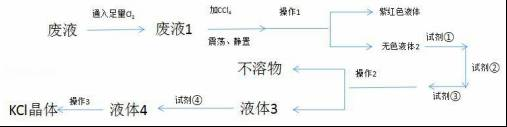 通入足量Cl₂ 加CCl₄ 紫红色液体
废液 废液1 操作1
震荡、静置 无色液体2 试剂①
不溶物 操作2 试剂②
KCl晶体 操作3 液体4 试剂④ 液体3 试剂③